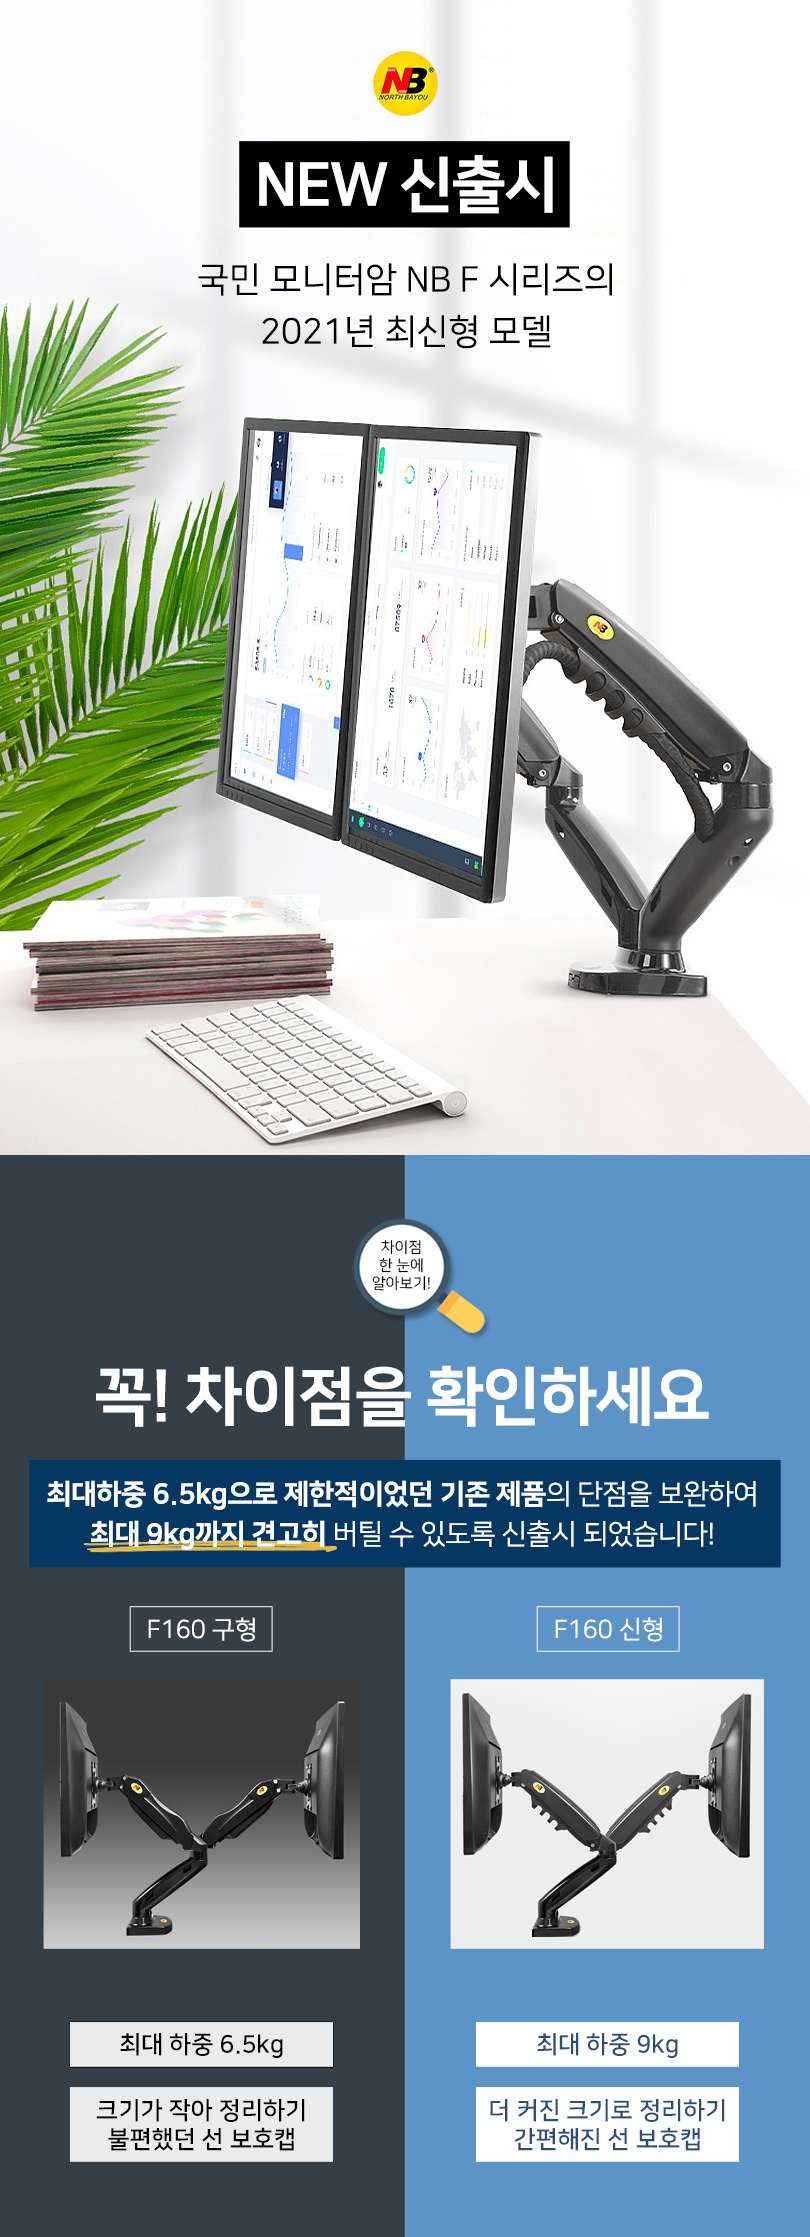 NB
NORTH BAYOU
NEW 신출시
국민 모니터암 NB F 시리즈의
2021년 최신형 모델
NB
차이점
한 눈에
알아보기!
꼭! 차이점을 확인하세요
최대하중 6.5kg으로 제한적이었던 기존 제품의 단점을 보완하여
최대 9kg까지 견고히 버틸 수 있도록 신출시 되었습니다!
F160 구형
F160 신형
최대 하중 6.5kg
크기가 작아 정리하기
불편했던 선 보호캡
최대 하중 9kg
더 커진 크기로 정리하기
간편해진 선 보호캡